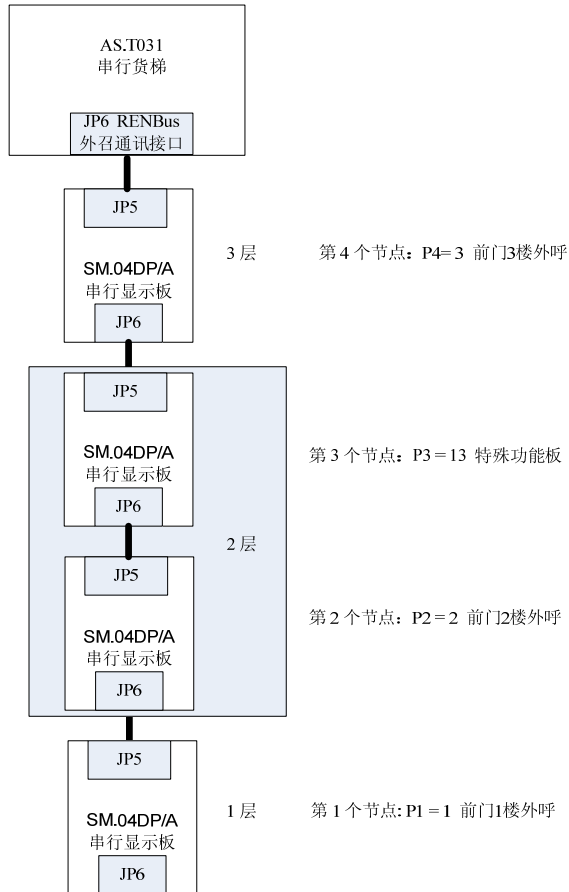 AS.T031
串行货梯
JP6 RENBus
外召通讯接口
JP5
SM.04DP/A
串行显示板
JP6
3 层
第 4 个节点：P4= 3 前门3楼外呼
JP5
SM.04DP/A
串行显示板
JP6
第 3 个节点：P3 = 13 特殊功能板
2 层
JP5
SM.04DP/A
串行显示板
JP6
第 2 个节点：P2 = 2 前门2楼外呼
JP5
SM.04DP/A
串行显示板
JP6
1 层
第 1 个节点: P1 = 1 前门1楼外呼